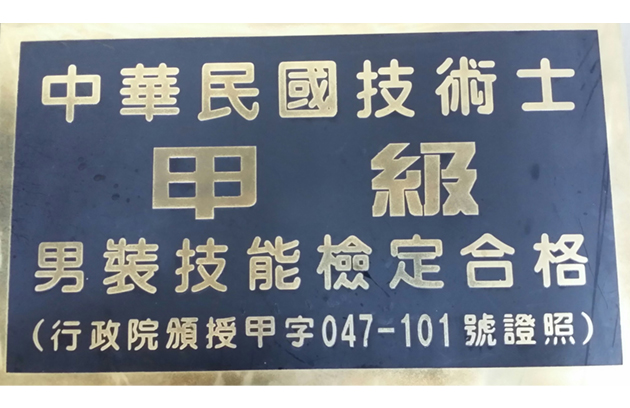 中華民國技術士
甲級
男裝技能檢定合格
(行政院頒授甲字047-101號證照)